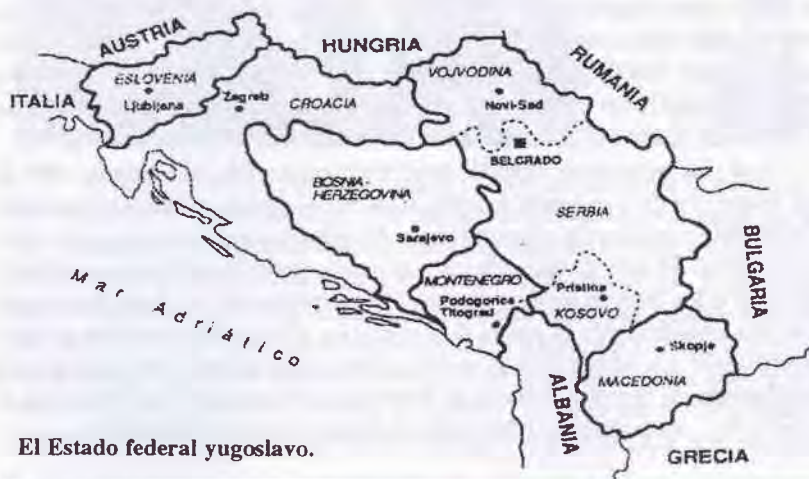 AUSTRIA
HUNGRIA
RUMANIA
ITALIA
ESLOVENIA
Ljubljana
Zagreb
CROACIA
VOJVODINA
Novi-Sad
BELGRADO
BOSNIA-
HERZEGOVINA
Sarajevo
SERBIA
BULGARIA
Mar Adriático
MONTENEGRO
Podogorica-
Titograd
Pristina
KOSOVO
Skopje
MACEDONIA
ALBANIA
GRECIA
El Estado federal yugoslavo.